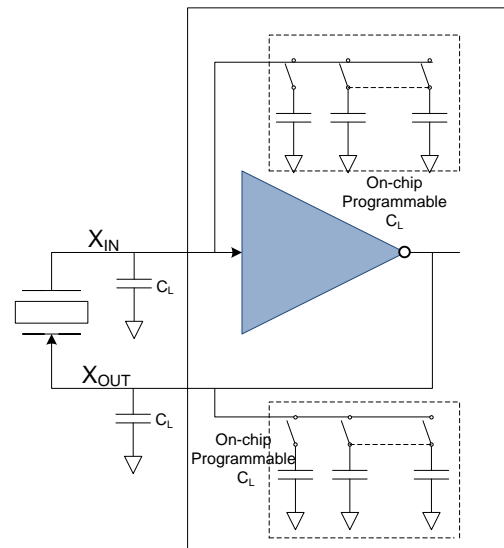 On-chip
Programmable
CL
XIN
CL
XOUT
CL
On-chip
Programmable
CL